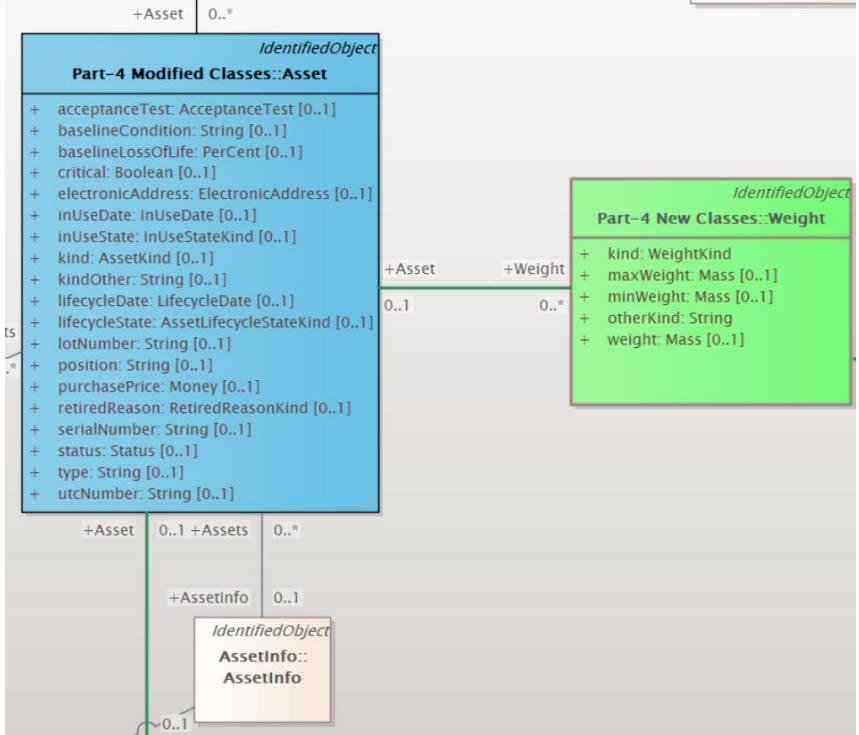 +Asset 0..*
IdentifiedObject
Part-4 Modified Classes::Asset
+ acceptanceTest: AcceptanceTest [0..1]
+ baselineCondition: String [0..1]
+ baselineLossOfLife: PerCent [0..1]
+ critical: Boolean [0..1]
+ electronicAddress: ElectronicAddress [0..1]
+ inUseDate: InUseDate [0..1]
+ inUseState: InUseStateKind [0..1]
+ kind: AssetKind [0..1]
+ kindOther: String [0..1]
+ lifecycleDate: LifecycleDate [0..1]
+ lifecycleState: AssetLifecycleStateKind [0..1]
+ lotNumber: String [0..1]
+ position: String [0..1]
+ purchasePrice: Money [0..1]
+ retiredReason: RetiredReasonKind [0..1]
+ serialNumber: String [0..1]
+ status: Status [0..1]
+ type: String [0..1]
+ utcNumber: String [0..1]
ts
..*
+Asset +Weight
0..1 0..*
IdentifiedObject
Part-4 New Classes::Weight
+ kind: WeightKind
+ maxWeight: Mass [0..1]
+ minWeight: Mass [0..1]
+ otherKind: String
+ weight: Mass [0..1]
+Asset 0..1 +Assets 0..*
+AssetInfo 0..1
IdentifiedObject
AssetInfo::
AssetInfo
0..1